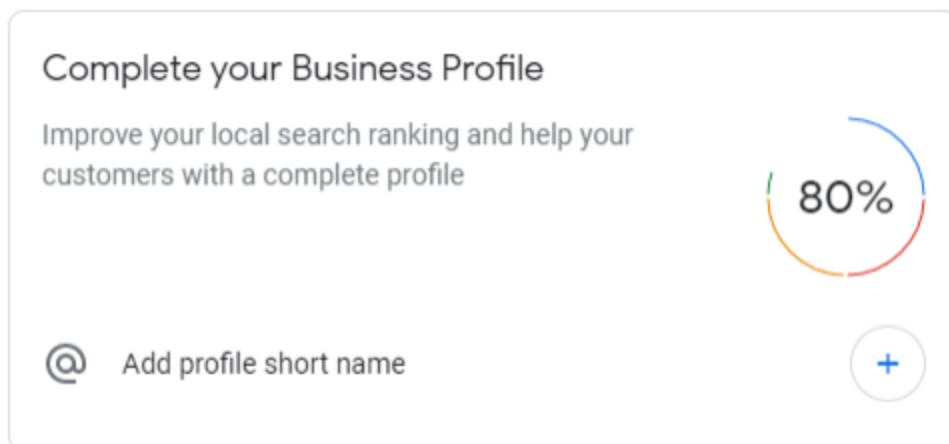 Complete your Business Profile
Improve your local search ranking and help your
customers with a complete profile
80%
@ Add profile short name
+